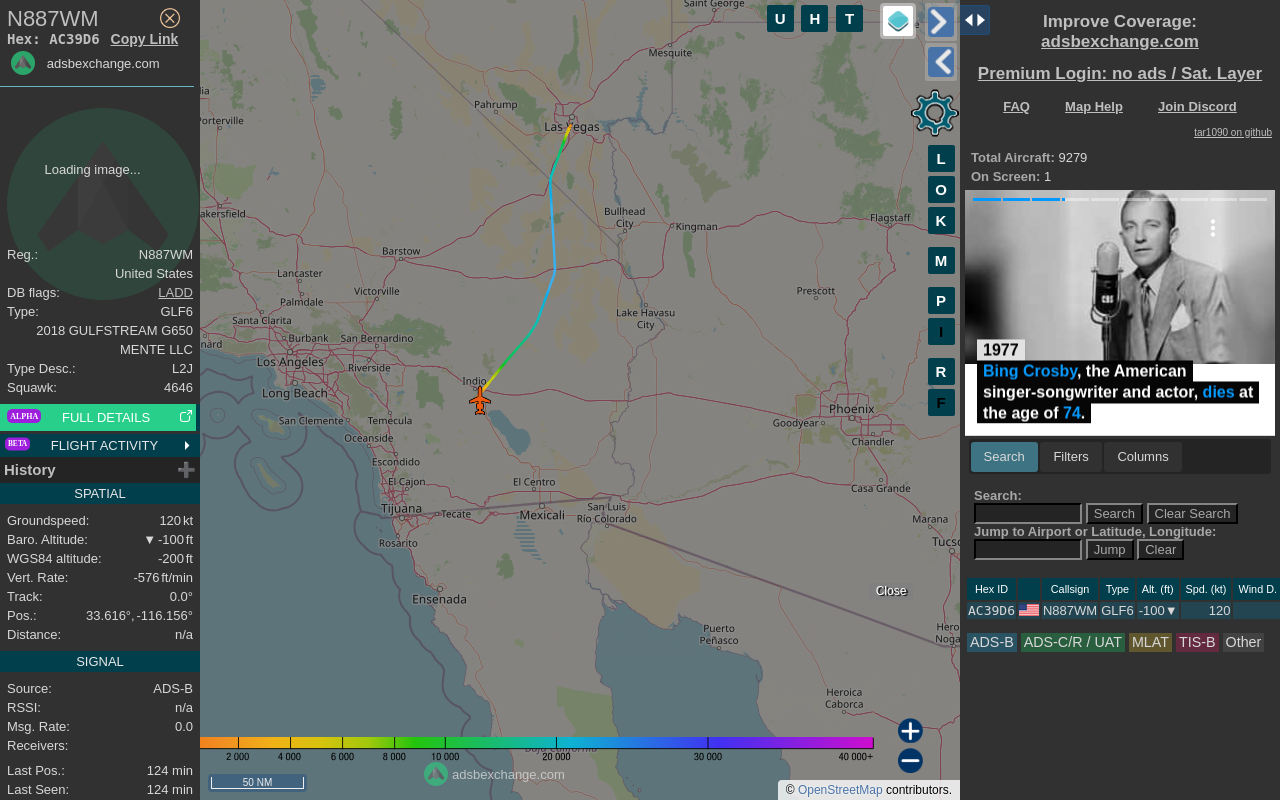 N887WM
Hex: AC39D6 Copy Link
adsbexchange.com
Loading image...
Reg.: N887WM
United States
DB flags: LADD
Type: GLF6
2018 GULFSTREAM G650
MENTE LLC
Type Desc.: L2J
Squawk: 4646
ALPHA FULL DETAILS
BETA FLIGHT ACTIVITY
History
SPATIAL
Groundspeed: 120 kt
Baro. Altitude: ▼ -100 ft
WGS84 altitude: -200 ft
Vert. Rate: -576 ft/min
Track: 0.0°
Pos.: 33.616°, -116.156°
Distance: n/a
SIGNAL
Source: ADS-B
RSSI: n/a
Msg. Rate: 0.0
Receivers:
Last Pos.: 124 min
Last Seen: 124 min
Saint George
Mesquite
Pahrump
Las Vegas
lia
Porterville
akersfield
Bullhead
City
Kingman
Flagstaff
Barstow
Lancaster
Palmdale
Victorville
Prescott
Lake Havasu
City
Santa Clarita
nard
Burbank
San Bernardino
Los Angeles
Riverside
Long Beach
Indio
San Clemente
Temecula
Oceanside
Escondido
El Cajon
El Centro
Tijuana
Tecate
Mexicali
San Luis
Río Colorado
Rosarito
Ensenada
Phoenix
Goodyear
Chandler
Casa Grande
Marana
Tucso
Puerto
Peñasco
Hero
Noga
Heroica
Caborca
Baja California
U H T
L
O
K
M
P
I
R
F
Close
2 000 4 000 6 000 8 000 10 000 20 000 30 000 40 000+
adsbexchange.com
50 NM
© OpenStreetMap contributors.
Improve Coverage:
adsbexchange.com
Premium Login: no ads / Sat. Layer
FAQ Map Help Join Discord
tar1090 on github
Total Aircraft: 9279
On Screen: 1
CBS
1977
Bing Crosby, the American
singer-songwriter and actor, dies at
the age of 74.
Search Filters Columns
Search:
Search Clear Search
Jump to Airport or Latitude, Longitude:
Jump Clear
Hex ID Callsign Type Alt. (ft) Spd. (kt) Wind D.
AC39D6 N887WM GLF6 -100▼ 120
ADS-B ADS-C/R / UAT MLAT TIS-B Other